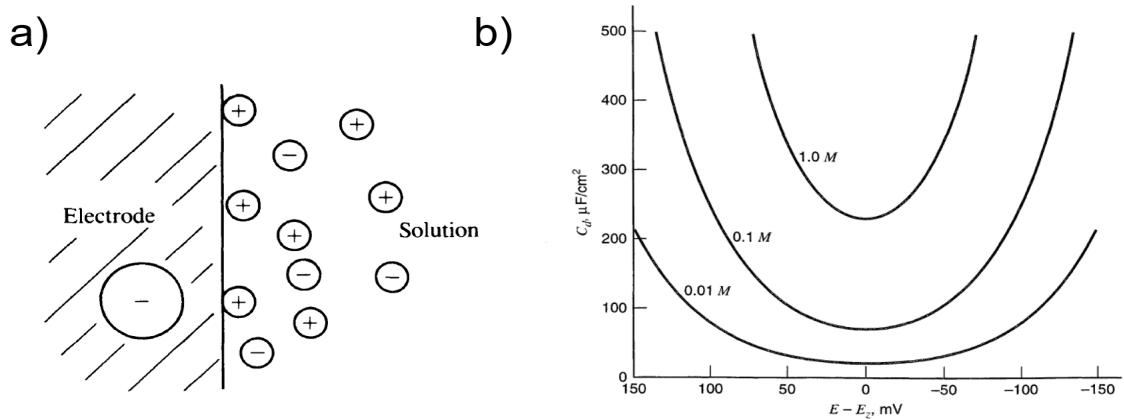 a)
b)
Electrode
Solution
+
−
+
+
+
+
−
−
−
+
+
−
500
400
300
200
100
0
C_d, μF/cm²
1.0 M
0.1 M
0.01 M
150
100
50
0
−50
−100
−150
E − E_z, mV